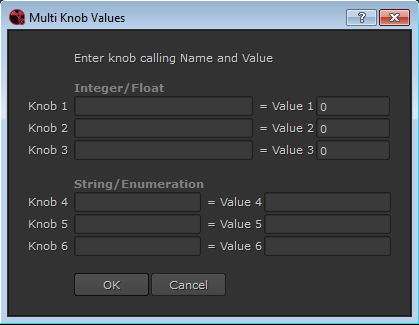 Multi Knob Values
Enter knob calling Name and Value
Integer/Float
Knob 1 = Value 1 0
Knob 2 = Value 2 0
Knob 3 = Value 3 0
String/Enumeration
Knob 4 = Value 4
Knob 5 = Value 5
Knob 6 = Value 6
OK Cancel